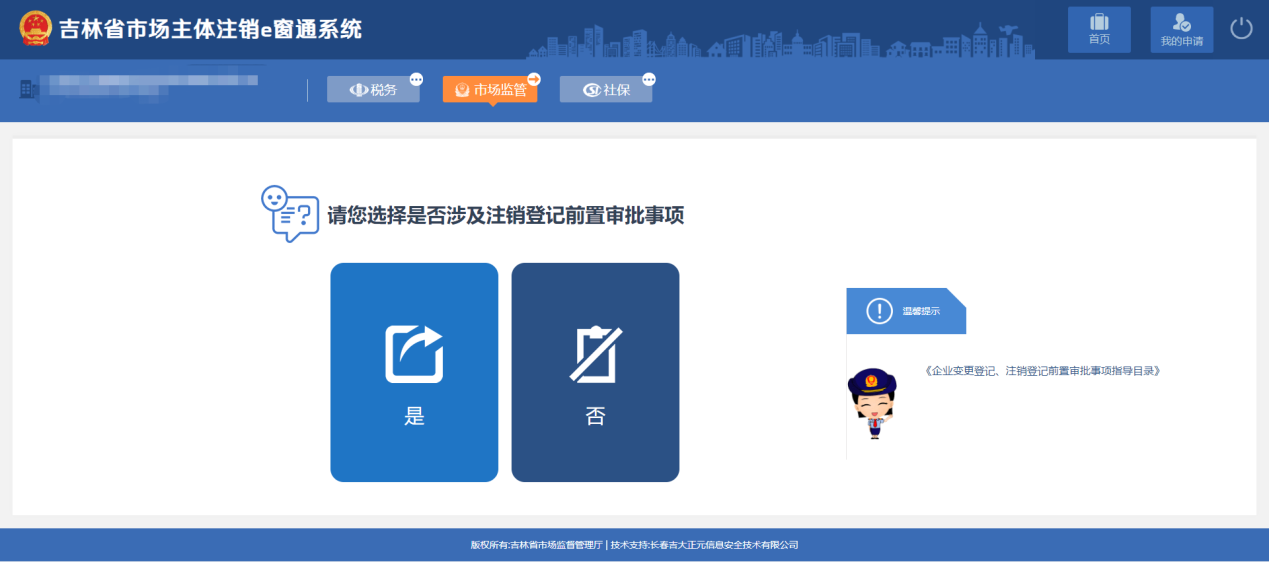 吉林省市场主体注销e窗通系统
首页
我的申请
税务
市场监管
社保
请您选择是否涉及注销登记前置审批事项
是
否
温馨提示
《企业变更登记、注销登记前置审批事项指导目录》
版权所有:吉林省市场监督管理厅 | 技术支持:长春吉大正元信息安全技术有限公司